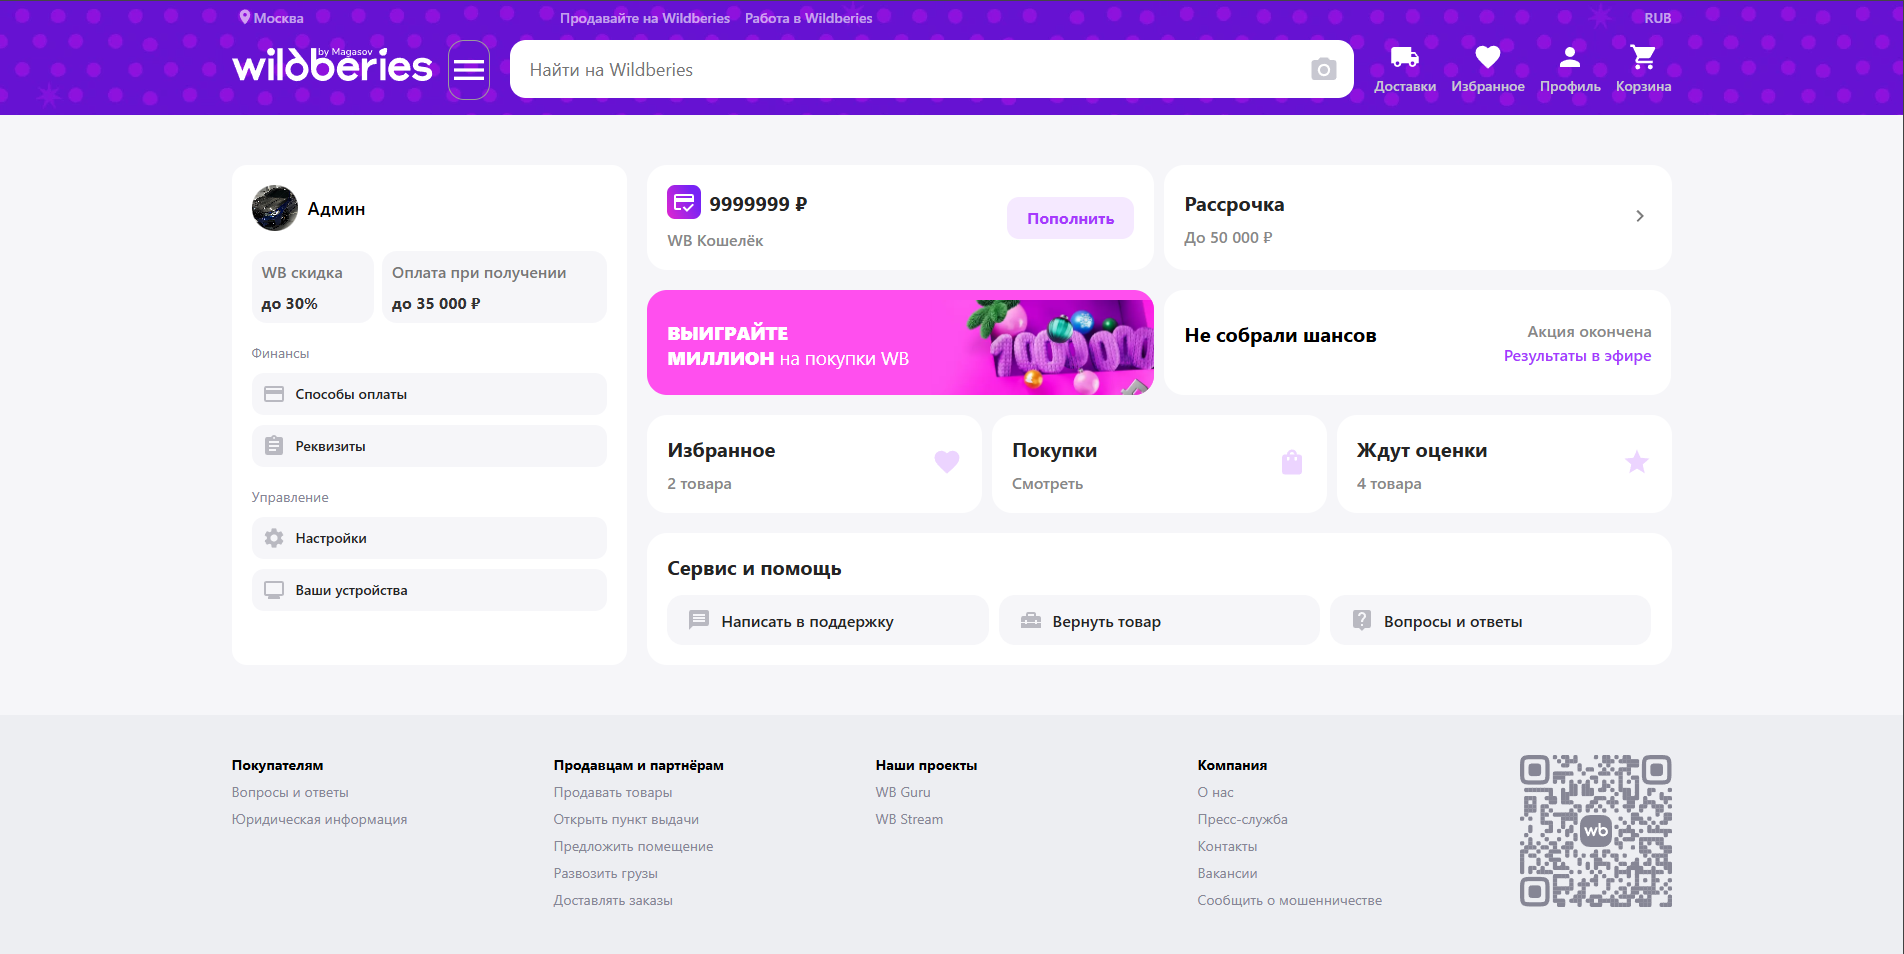 Москва
Продавайте на Wildberies
Работа в Wildberies
RUB
by Magasov
wildberies
Найти на Wildberies
Доставки
Избранное
Профиль
Корзина
Админ
WB скидка
до 30%
Оплата при получении
до 35 000 ₽
Финансы
Способы оплаты
Реквизиты
Управление
Настройки
Ваши устройства
9999999 ₽
WB Кошелёк
Пополнить
Рассрочка
До 50 000 ₽
ВЫИГРАЙТЕ
МИЛЛИОН на покупки WB
1000000
Не собрали шансов
Акция окончена
Результаты в эфире
Избранное
2 товара
Покупки
Смотреть
Ждут оценки
4 товара
Сервис и помощь
Написать в поддержку
Вернуть товар
Вопросы и ответы
Покупателям
Вопросы и ответы
Юридическая информация
Продавцам и партнёрам
Продавать товары
Открыть пункт выдачи
Предложить помещение
Развозить грузы
Доставлять заказы
Наши проекты
WB Guru
WB Stream
Компания
О нас
Пресс-служба
Контакты
Вакансии
Сообщить о мошенничестве
wb